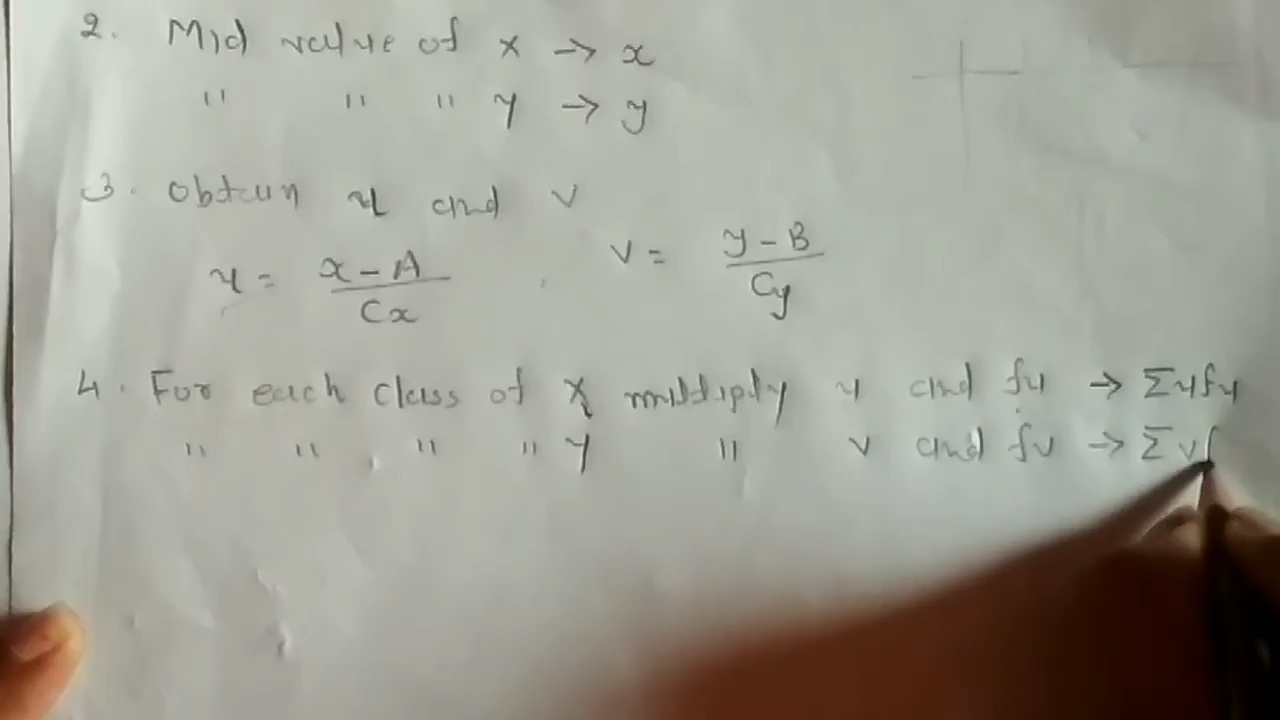 2. Mid value of x → x
" " " y → y
3. Obtain u and v
u = x - A / Cx v = y - B / Cy
4. For each class of X multiply u and fu → Σufu
" " " " y " v and fv → Σvf